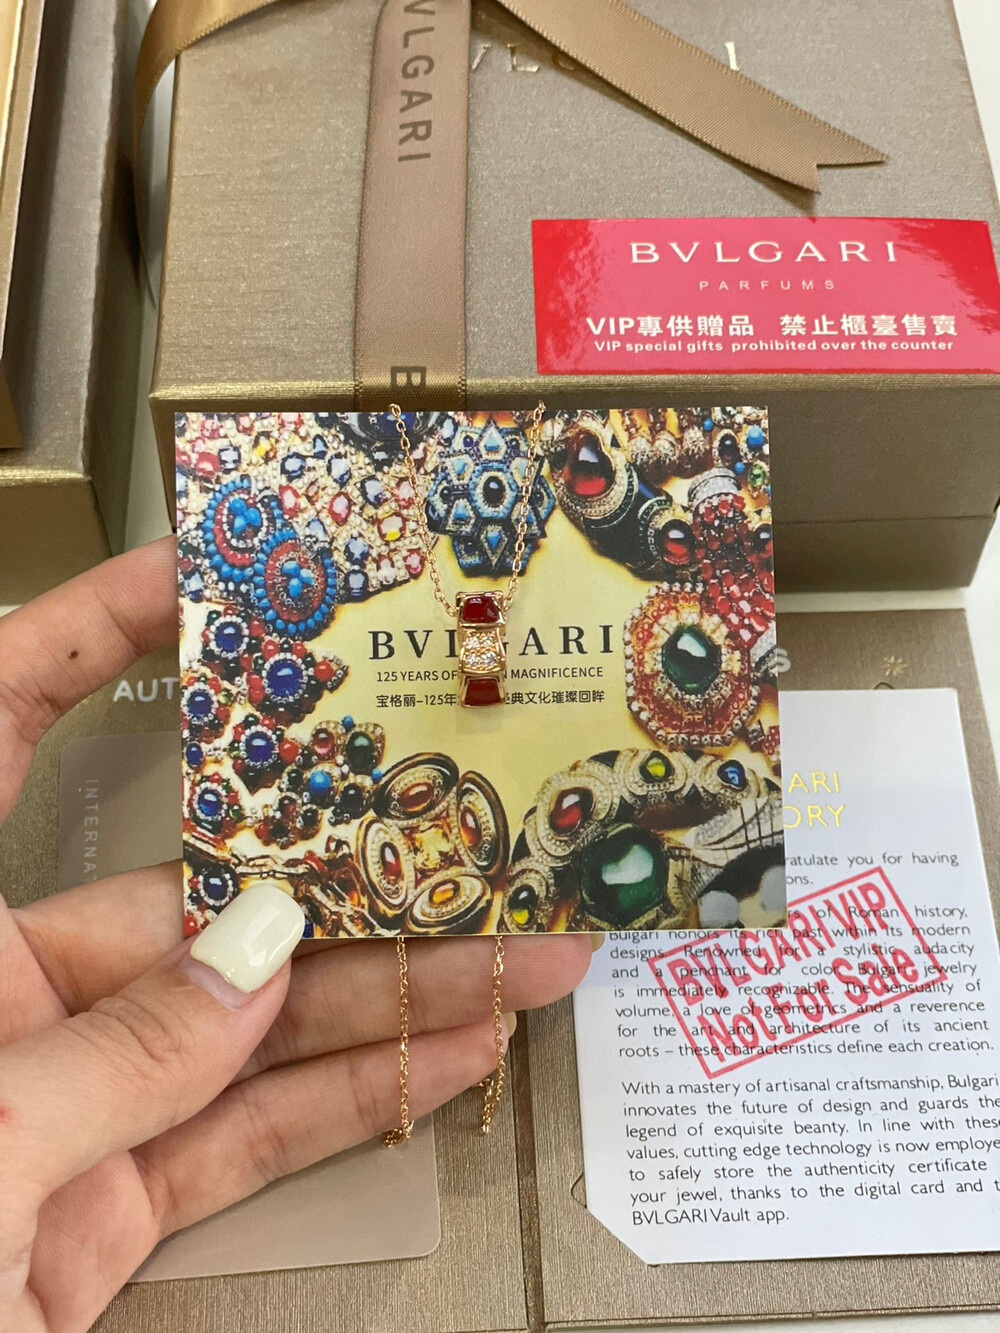 BVLGARI
BVLGARI
PARFUMS
VIP專供贈品 禁止櫃臺售賣
VIP special gifts prohibited over the counter
B
BVLGARI
125 YEARS OF MAGNIFICENCE
宝格丽-125年 典文化璀璨回眸
AUT
INTERNA
ARI
ORY
ratulate you for having
ons.
rs of Roman history,
Bulgari honors its rich past within its modern
designs. Renowned for a stylistic audacity
and a penchant for color, Bulgari jewelry
is immediately recognizable. The sensuality of
volume, a love of geometrics and a reverence
for the art and architecture of its ancient
roots – these characteristics define each creation.
BVLGARI VIP
Not For Sale
With a mastery of artisanal craftsmanship, Bulgari
innovates the future of design and guards the
legend of exquisite beauty. In line with these
values, cutting edge technology is now employe
to safely store the authenticity certificate
your jewel, thanks to the digital card and t
BVLGARI Vault app.